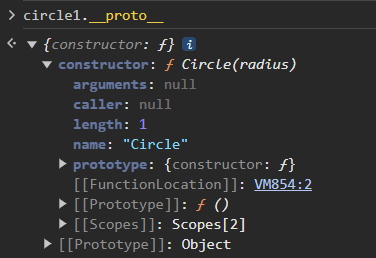 circle1.__proto__
{constructor: ƒ} i
constructor: ƒ Circle(radius)
arguments: null
caller: null
length: 1
name: "Circle"
prototype: {constructor: ƒ}
[[FunctionLocation]]: VM854:2
[[Prototype]]: ƒ ()
[[Scopes]]: Scopes[2]
[[Prototype]]: Object